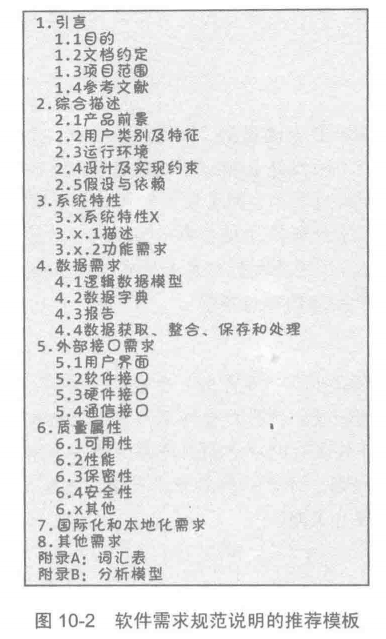 1.引言
1.1目的
1.2文档约定
1.3项目范围
1.4参考文献
2.综合描述
2.1产品前景
2.2用户类别及特征
2.3运行环境
2.4设计及实现约束
2.5假设与依赖
3.系统特性
3.x系统特性X
3.x.1描述
3.x.2功能需求
4.数据需求
4.1逻辑数据模型
4.2数据字典
4.3报告
4.4数据获取、整合、保存和处理
5.外部接口需求
5.1用户界面
5.2软件接口
5.3硬件接口
5.4通信接口
6.质量属性
6.1可用性
6.2性能
6.3保密性
6.4安全性
6.x其他
7.国际化和本地化需求
8.其他需求
附录A：词汇表
附录B：分析模型
图 10-2 软件需求规范说明的推荐模板